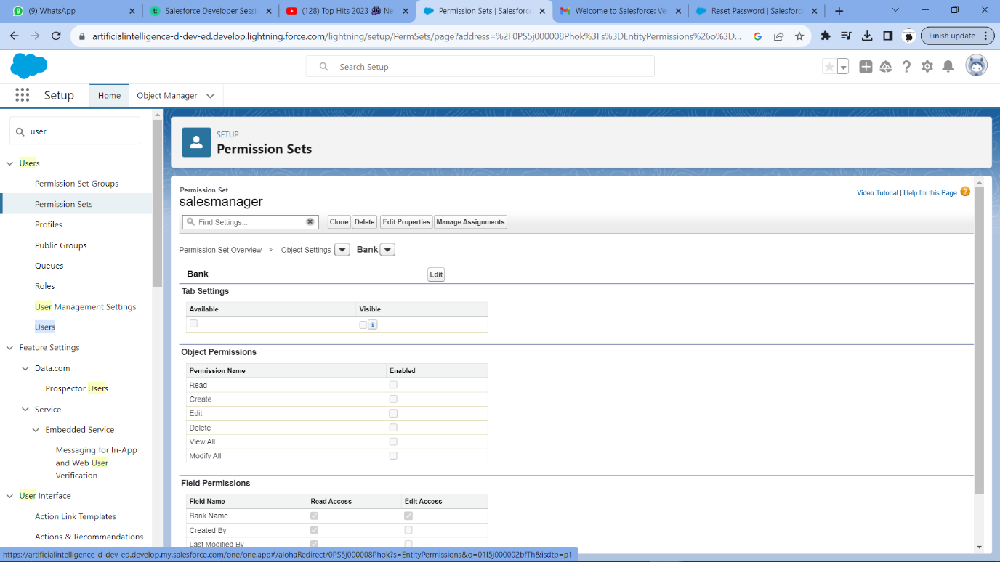 (9) WhatsApp
Salesforce Developer Sessi
(128) Top Hits 2023 Ne
Permission Sets | Salesforce
Welcome to Salesforce: Ve
Reset Password | Salesforce
artificialintelligence-d-dev-ed.develop.lightning.force.com/lightning/setup/PermSets/page?address=%2F0PS5j000008Phok%3Fs%3DEntityPermissions%26o%3D...
Finish update
Search Setup
Setup
Home
Object Manager
user
Users
Permission Set Groups
Permission Sets
Profiles
Public Groups
Queues
Roles
User Management Settings
Users
Feature Settings
Data.com
Prospector Users
Service
Embedded Service
Messaging for In-App
and Web User
Verification
User Interface
Action Link Templates
Actions & Recommendations
SETUP
Permission Sets
Permission Set
salesmanager
Video Tutorial | Help for this Page
Find Settings... | Clone Delete Edit Properties Manage Assignments
Permission Set Overview > Object Settings Bank
Bank Edit
Tab Settings
Available Visible
Object Permissions
Permission Name Enabled
Read
Create
Edit
Delete
View All
Modify All
Field Permissions
Field Name Read Access Edit Access
Bank Name
Created By
Last Modified By
https://artificialintelligence-d-dev-ed.develop.my.salesforce.com/one/one.app#/alohaRedirect/0PS5j000008Phok?s=EntityPermissions&o=01I5j000002bfTh&isdtp=p1